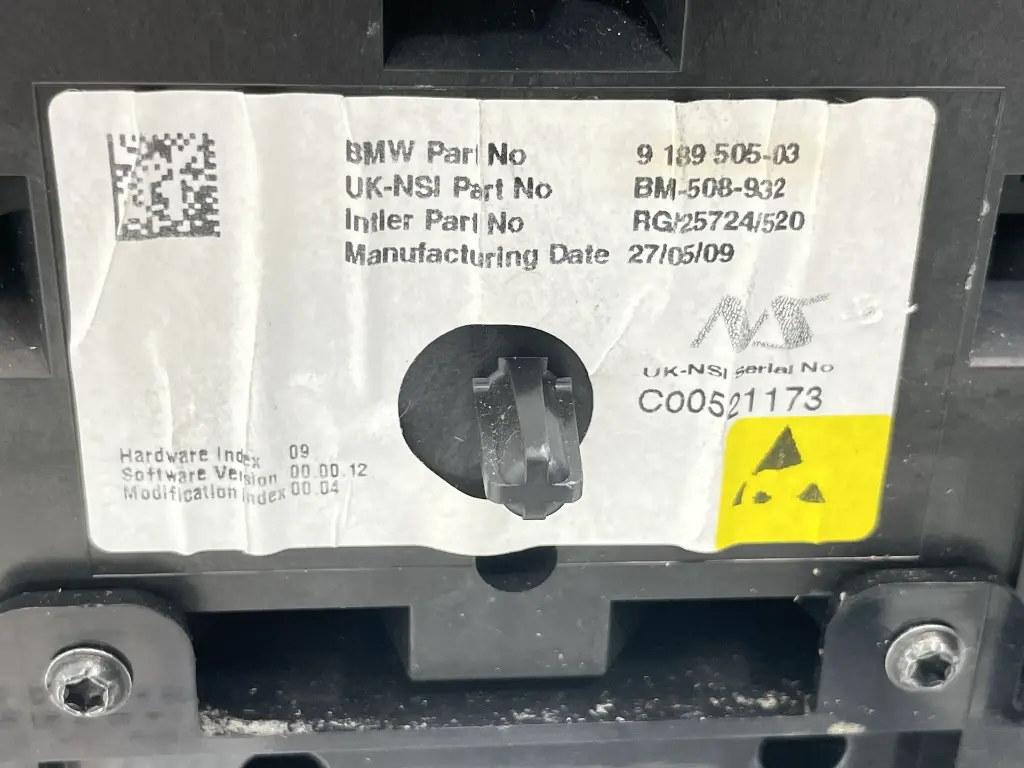 BMW Part No 9 189 505-03
UK-NSI Part No BM-508-932
Intier Part No RG/25724/520
Manufacturing Date 27/05/09
NS
UK-NSI Serial No
C00521173
Hardware Index 09
Software Version 00.00.12
Modification Index 00.04